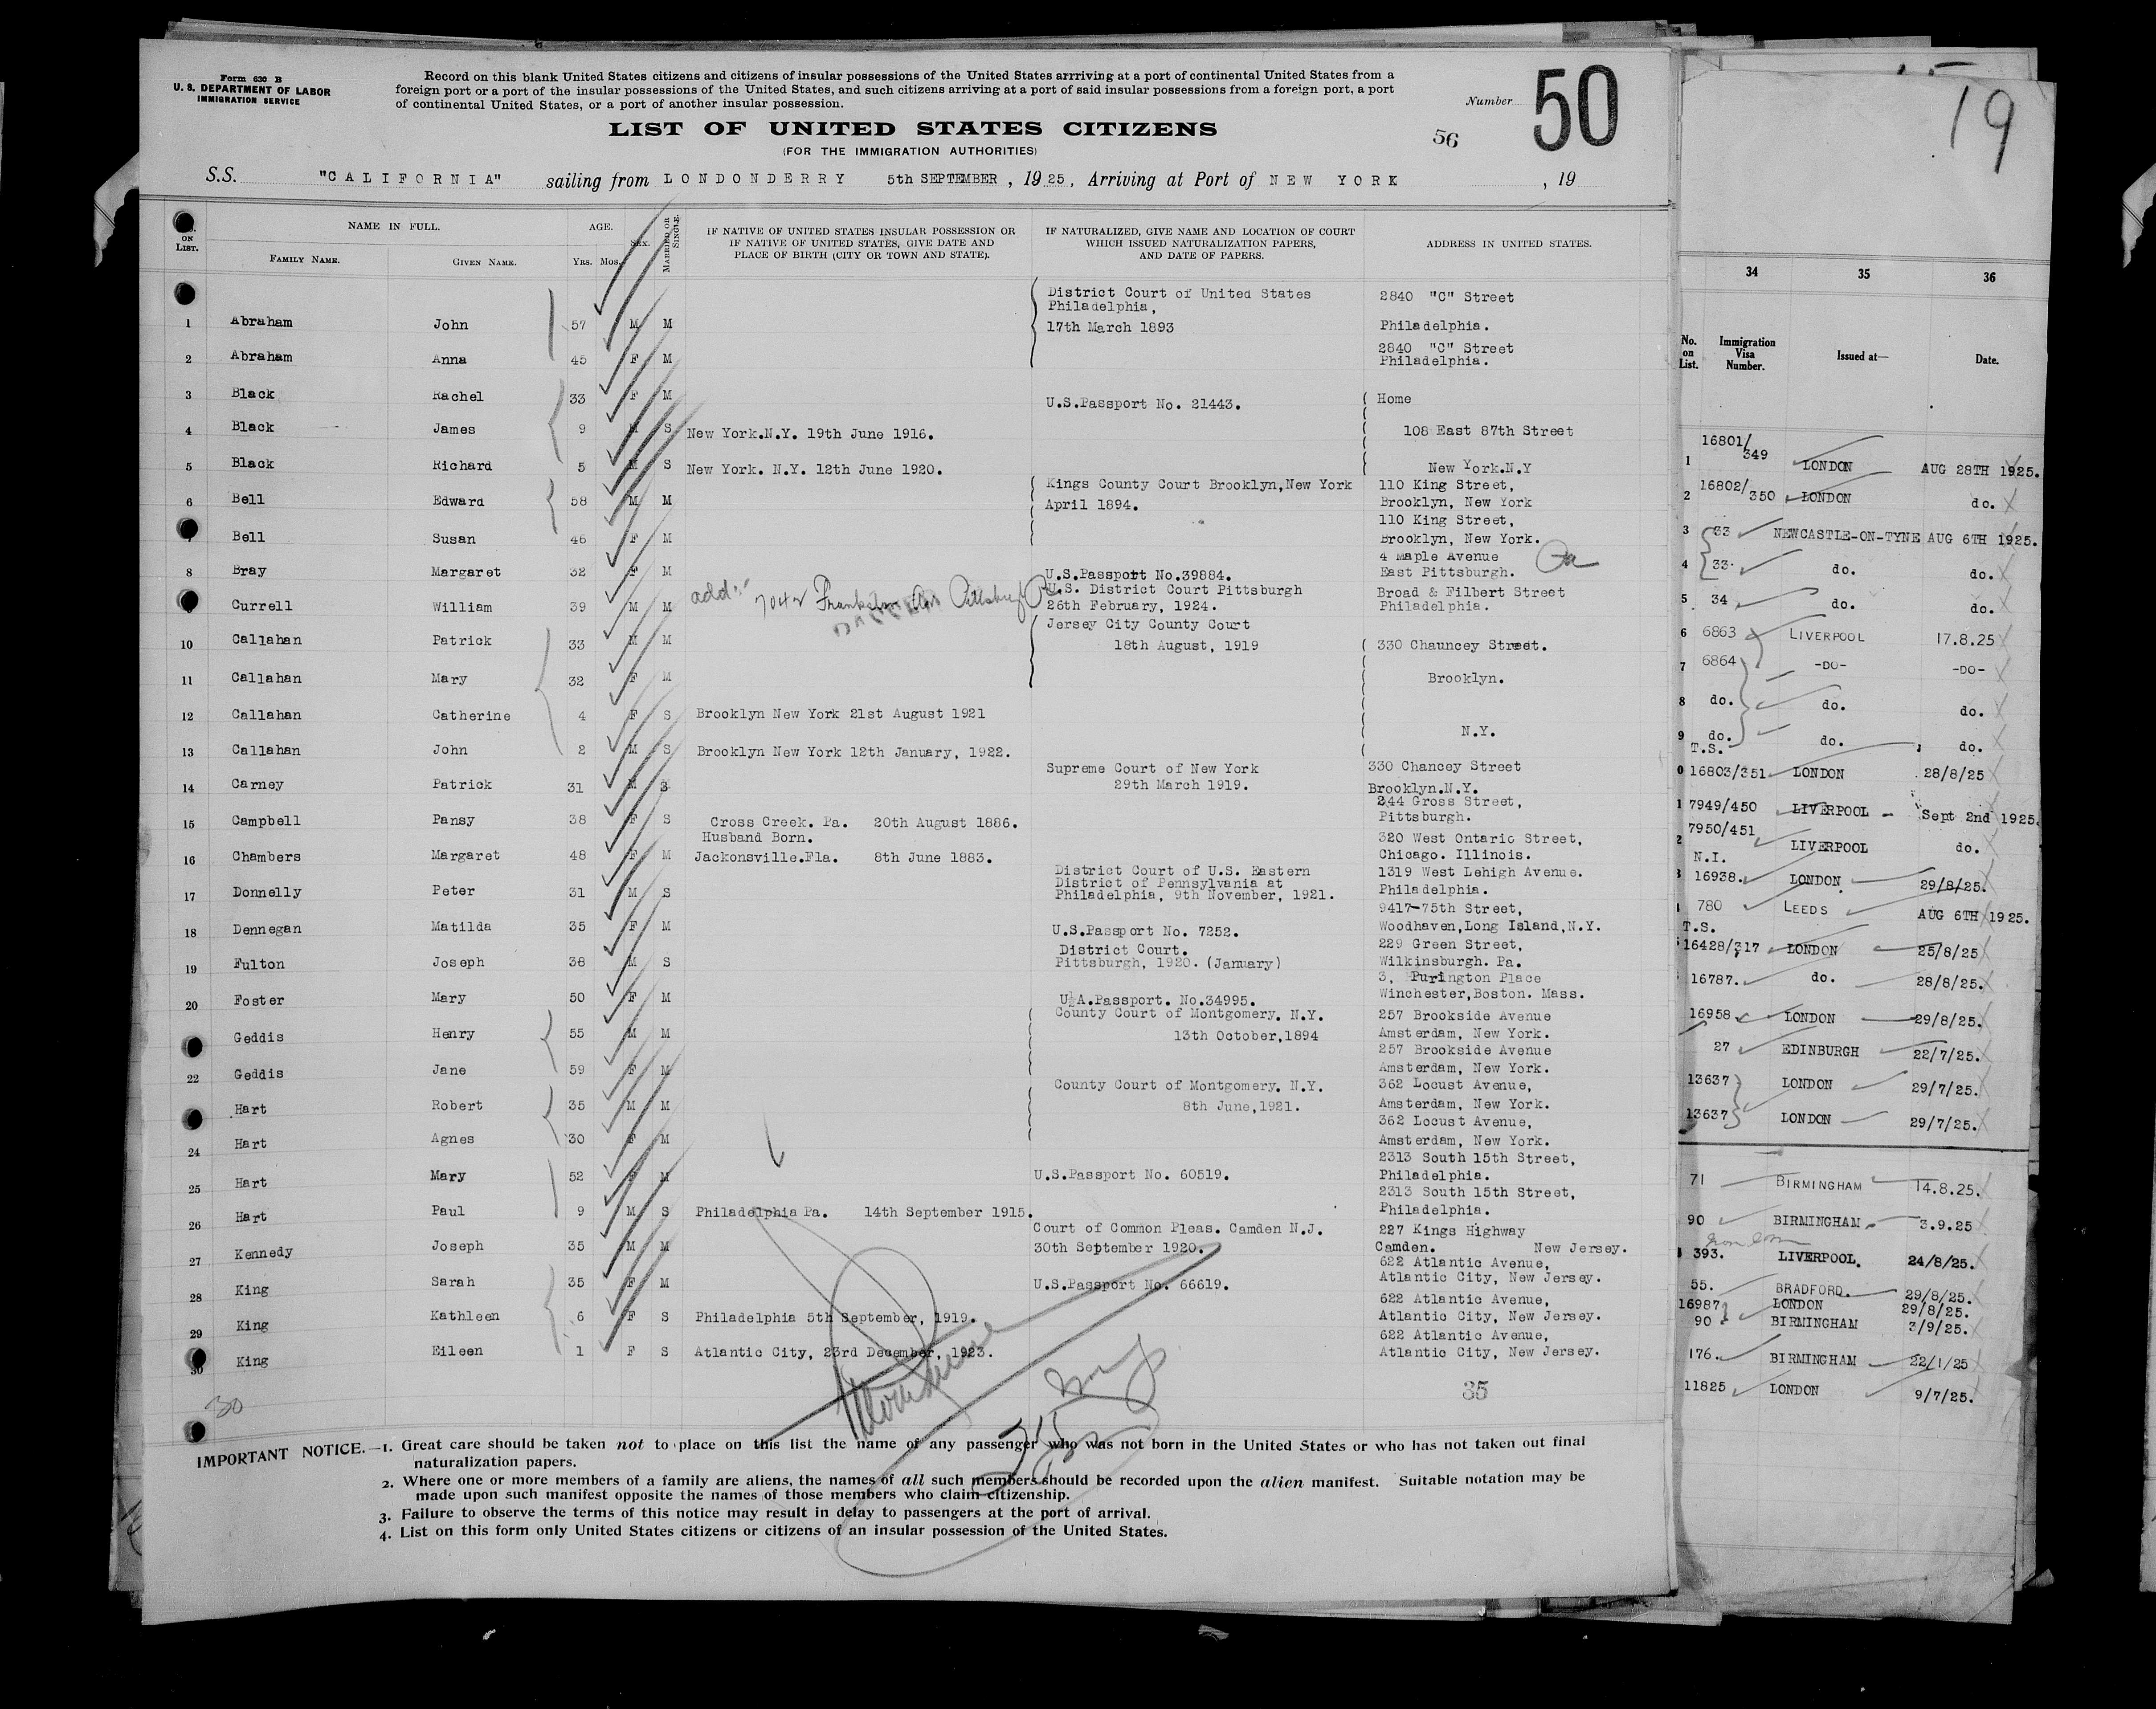 Form 630 B
U. S. DEPARTMENT OF LABOR
IMMIGRATION SERVICE
Record on this blank United States citizens and citizens of insular possessions of the United States arrriving at a port of continental United States from a
foreign port or a port of the insular possessions of the United States, and such citizens arriving at a port of said insular possessions from a foreign port, a port
of continental United States, or a port of another insular possession.
Number 50
56
LIST OF UNITED STATES CITIZENS
(FOR THE IMMIGRATION AUTHORITIES)
S.S. "CALIFORNIA" sailing from LONDONDERRY 5th SEPTEMBER, 1925, Arriving at Port of NEW YORK , 19
ON LIST. NAME IN FULL. AGE. SEX. MARRIED OR SINGLE. IF NATIVE OF UNITED STATES INSULAR POSSESSION OR IF NATIVE OF UNITED STATES, GIVE DATE AND PLACE OF BIRTH (CITY OR TOWN AND STATE). IF NATURALIZED, GIVE NAME AND LOCATION OF COURT WHICH ISSUED NATURALIZATION PAPERS, AND DATE OF PAPERS. ADDRESS IN UNITED STATES.
FAMILY NAME. GIVEN NAME. YRS. MOS.
District Court of United States 2840 "C" Street
Philadelphia,
1 Abraham John 57 M M 17th March 1893 Philadelphia.
2840 "C" Street
2 Abraham Anna 45 F M Philadelphia.
3 Black Rachel 33 F M U.S.Passport No. 21443. Home
4 Black James 9 M S New York.N.Y. 19th June 1916. 108 East 87th Street
5 Black Richard 5 M S New York. N.Y. 12th June 1920. New York.N.Y
Kings County Court Brooklyn,New York 110 King Street,
6 Bell Edward 58 M M April 1894. Brooklyn, New York
110 King Street,
Bell Susan 46 F M Brooklyn, New York.
4 Maple Avenue
8 Bray Margaret 32 F M U.S.Passport No.39884. East Pittsburgh. Pa
add:- 7042 Frankstown Ave Pittsburgh Pa
U.S. District Court Pittsburgh Broad & Filbert Street
Currell William 39 M M 26th February, 1924. Philadelphia.
Jersey City County Court
10 Callahan Patrick 33 M M 18th August, 1919 330 Chauncey Street.
11 Callahan Mary 32 F M Brooklyn.
12 Callahan Catherine 4 F S Brooklyn New York 21st August 1921
N.Y.
13 Callahan John 2 M S Brooklyn New York 12th January, 1922.
Supreme Court of New York 330 Chancey Street
14 Carney Patrick 31 M S 29th March 1919. Brooklyn.N.Y.
244 Gross Street,
15 Campbell Pansy 38 F S Cross Creek. Pa. 20th August 1886. Pittsburgh.
Husband Born. 320 West Ontario Street,
16 Chambers Margaret 48 F M Jackonsville.Fla. 8th June 1883. Chicago. Illinois.
District Court of U.S. Eastern 1319 West Lehigh Avenue.
District of Pennsylvania at
17 Donnelly Peter 31 M S Philadelphia, 9th November, 1921. Philadelphia.
9417-75th Street,
18 Dennegan Matilda 35 F M U.S.Passport No. 7252. Woodhaven,Long Island,N.Y.
District Court. 229 Green Street,
19 Fulton Joseph 38 M S Pittsburgh, 1920. (January) Wilkinsburgh. Pa.
3, Purington Place
20 Foster Mary 50 F M U.A.Passport. No.34995. Winchester,Boston. Mass.
County Court of Montgomery. N.Y. 257 Brookside Avenue
Geddis Henry 55 M M 13th October,1894 Amsterdam, New York.
257 Brookside Avenue
22 Geddis Jane 59 F M Amsterdam, New York.
County Court of Montgomery. N.Y. 362 Locust Avenue,
Hart Robert 35 M M 8th June,1921. Amsterdam, New York.
362 Locust Avenue,
24 Hart Agnes 30 F M Amsterdam, New York.
2313 South 15th Street,
25 Hart Mary 52 F M U.S.Passport No. 60519. Philadelphia.
2313 South 15th Street,
26 Hart Paul 9 M S Philadelphia Pa. 14th September 1915. Philadelphia.
Court of Common Pleas. Camden N.J. 227 Kings Highway
27 Kennedy Joseph 35 M M 30th September 1920. Camden. New Jersey.
622 Atlantic Avenue,
28 King Sarah 35 F M U.S.Passport No. 66619. Atlantic City, New Jersey.
622 Atlantic Avenue,
29 King Kathleen 6 F S Philadelphia 5th September, 1919. Atlantic City, New Jersey.
622 Atlantic Avenue,
30 King Eileen 1 F S Atlantic City, 23rd December, 1923. Atlantic City, New Jersey.
30
35
IMPORTANT NOTICE.—1. Great care should be taken not to place on this list the name of any passenger who was not born in the United States or who has not taken out final
naturalization papers.
2. Where one or more members of a family are aliens, the names of all such members should be recorded upon the alien manifest. Suitable notation may be
made upon such manifest opposite the names of those members who claim citizenship.
3. Failure to observe the terms of this notice may result in delay to passengers at the port of arrival.
4. List on this form only United States citizens or citizens of an insular possession of the United States.
19
34 35 36
No. on List. Immigration Visa Number. Issued at— Date.
1 16801/349 LONDON AUG 28TH 1925.
2 16802/350 LONDON do.
3 33 NEWCASTLE-ON-TYNE AUG 6TH 1925.
4 33 do. do.
5 34 do. do.
6 6863 LIVERPOOL 17.8.25
7 6864 -DO- -DO-
8 do. do. do.
9 do. do. do.
T.S.
0 16803/351 LONDON 28/8/25
1 7949/450 LIVERPOOL Sept 2nd 1925.
2 7950/451 LIVERPOOL do.
N.I.
16938. LONDON 29/8/25.
780 LEEDS AUG 6TH 1925.
T.S.
16428/317 LONDON 25/8/25
16787. do. 28/8/25.
16958 LONDON 29/8/25.
27 EDINBURGH 22/7/25.
13637 LONDON 29/7/25.
13637 LONDON 29/7/25.
71 BIRMINGHAM 14.8.25.
90 BIRMINGHAM 3.9.25
393. LIVERPOOL. 24/8/25.
55. BRADFORD. 29/8/25.
16987 LONDON 29/8/25.
90 BIRMINGHAM 3/9/25.
176. BIRMINGHAM 22/1/25
11825 LONDON 9/7/25.